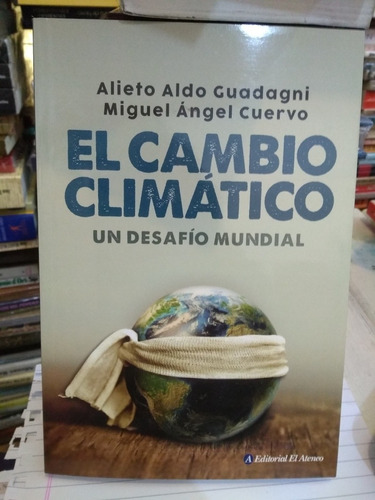 Alieto Aldo Guadagni
Miguel Ángel Cuervo
EL CAMBIO
CLIMÁTICO
UN DESAFÍO MUNDIAL
A Editorial El Ateneo